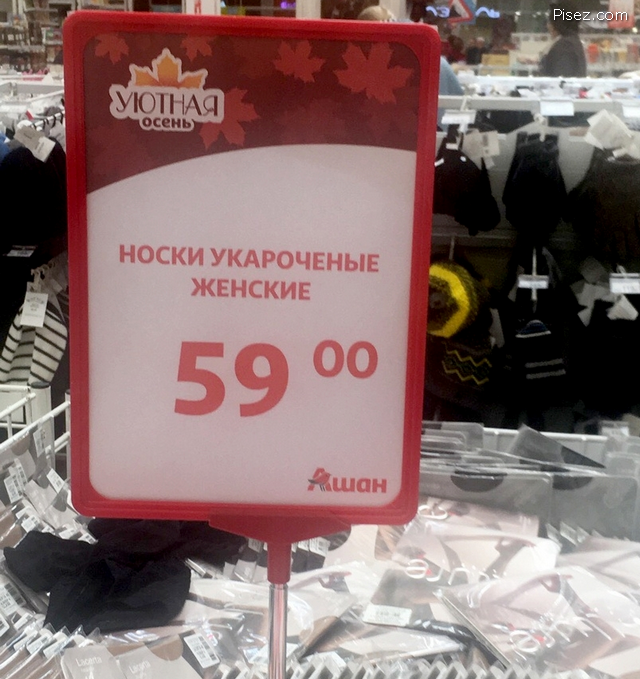 Pisez.com
УЮТНАЯ
осень
НОСКИ УКАРОЧЕНЫЕ
ЖЕНСКИЕ
59 00
Ашан